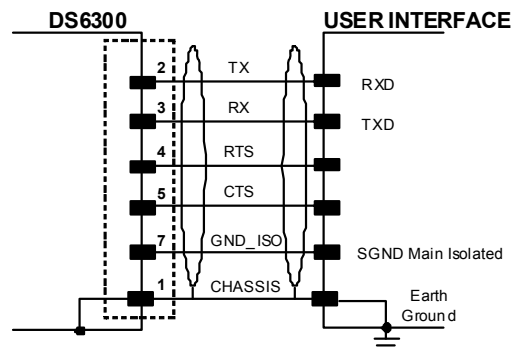 DS6300 USER INTERFACE
2 TX RXD
3 RX TXD
4 RTS
5 CTS
7 GND_ISO SGND Main Isolated
1 CHASSIS Earth
Ground